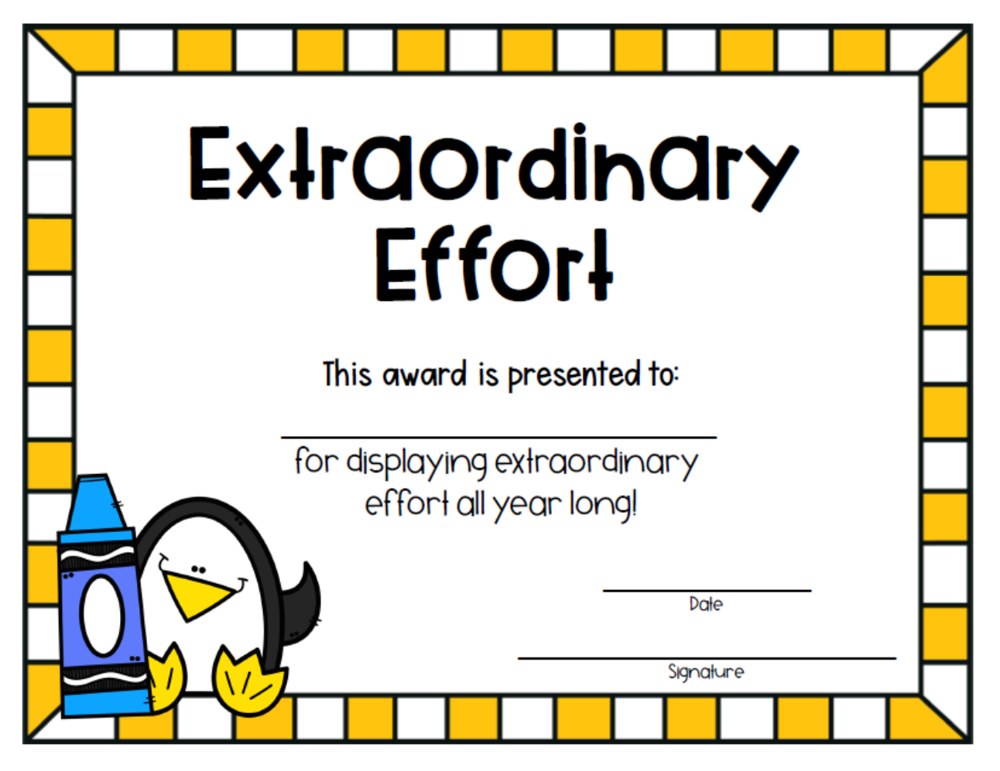 Extraordinary
Effort
This award is presented to:
for displaying extraordinary
effort all year long!
Date
Signature